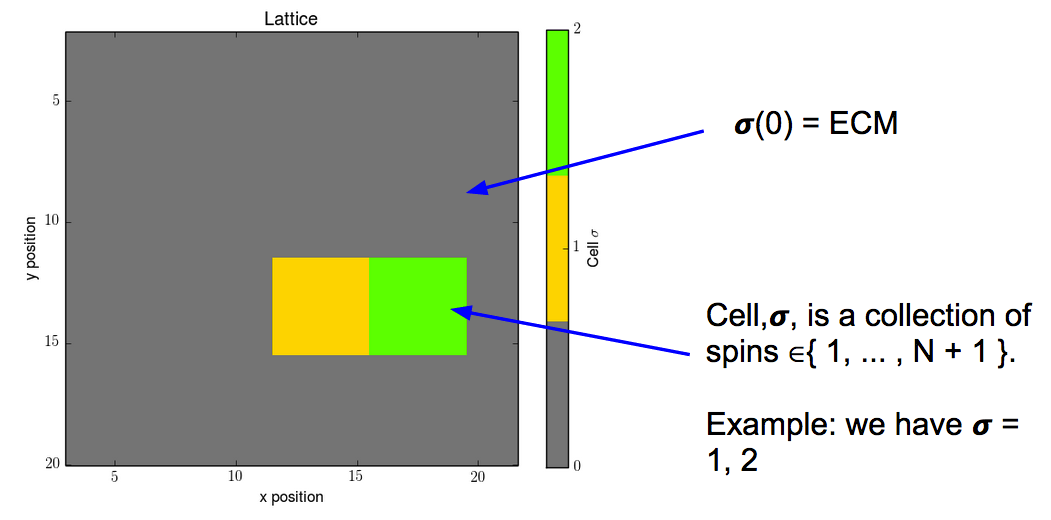 Lattice
5
10
15
20
y position
5
10
15
20
x position
2
1
0
Cell σ
σ(0) = ECM
Cell,σ, is a collection of
spins ∈{ 1, ... , N + 1 }.
Example: we have σ =
1, 2